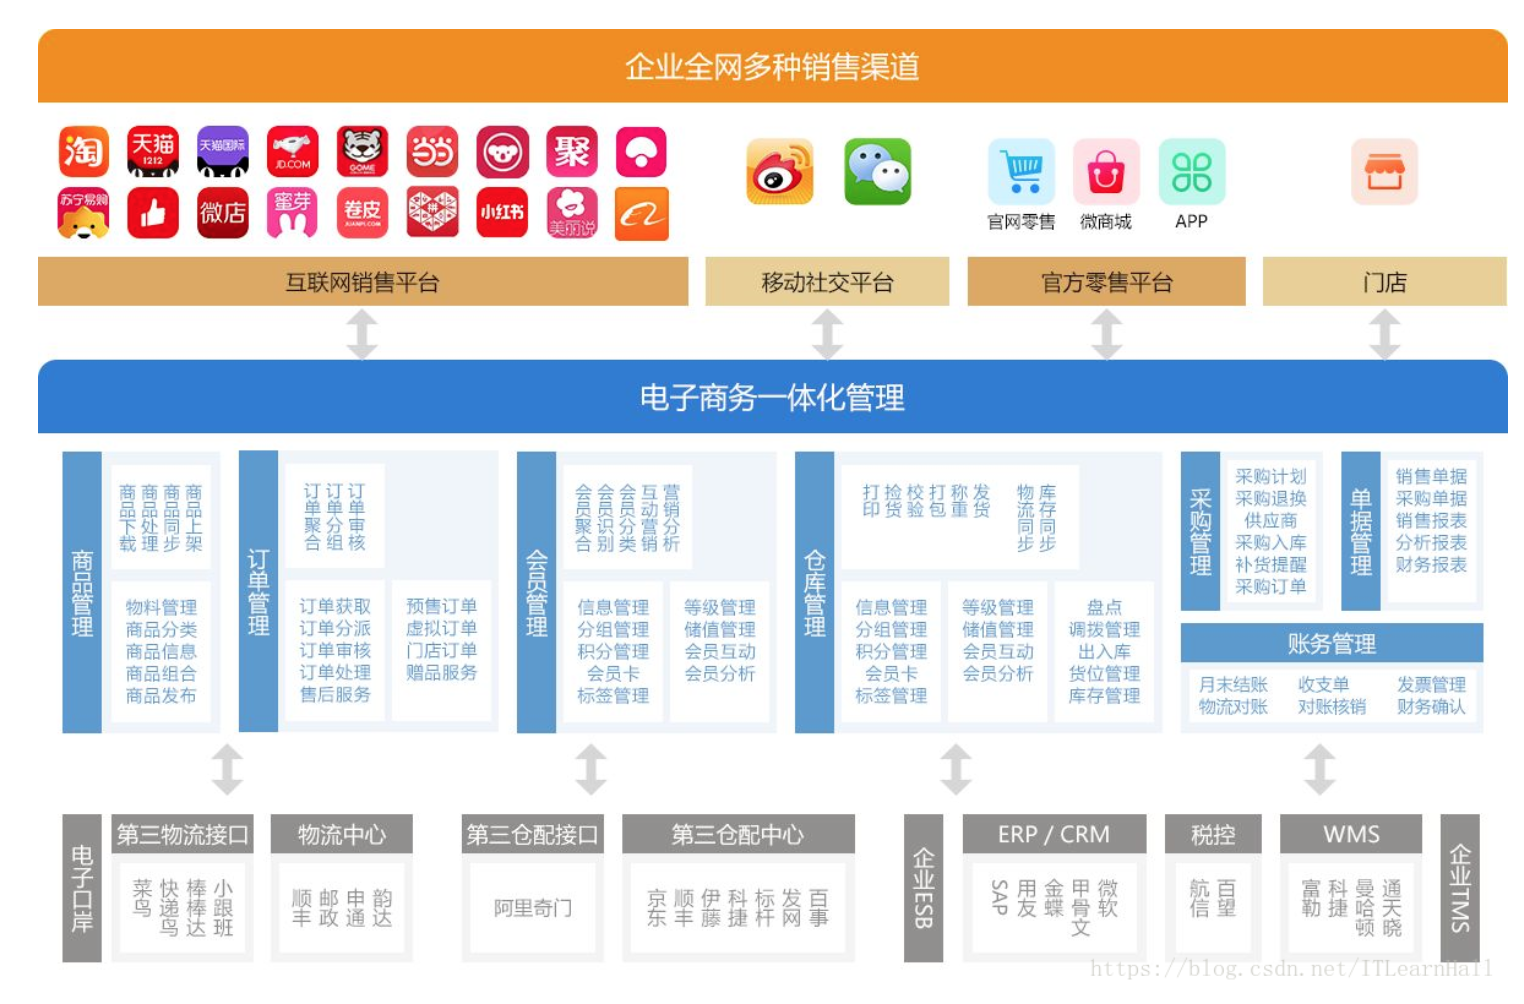 企业全网多种销售渠道
淘
天猫
1212
天猫国际
JD.COM
GOME
当当
聚
苏宁易购
微店
蜜芽
卷皮
JUANPI.COM
拼
小红书
美丽说
官网零售
微商城
APP
互联网销售平台
移动社交平台
官方零售平台
门店
电子商务一体化管理
商品管理
商品下载
商品处理
商品同步
商品上架
物料管理
商品分类
商品信息
商品组合
商品发布
订单管理
订单聚合
订单分组
订单审核
订单获取
订单分派
订单审核
订单处理
售后服务
预售订单
虚拟订单
门店订单
赠品服务
会员管理
会员聚合
会员识别
会员分类
互动营销
营销分析
信息管理
分组管理
积分管理
会员卡
标签管理
等级管理
储值管理
会员互动
会员分析
仓库管理
打印
捡货
校验
打包
称重
发货
物流同步
库存同步
信息管理
分组管理
积分管理
会员卡
标签管理
等级管理
储值管理
会员互动
会员分析
盘点
调拨管理
出入库
货位管理
库存管理
采购管理
采购计划
采购退换
供应商
采购入库
补货提醒
采购订单
单据管理
销售单据
采购单据
销售报表
分析报表
财务报表
账务管理
月末结账 收支单 发票管理
物流对账 对账核销 财务确认
电子口岸
第三物流接口
菜鸟
快递鸟
棒棒达
小跟班
物流中心
顺丰
邮政
申通
韵达
第三仓配接口
阿里奇门
第三仓配中心
京东
顺丰
伊藤
科捷
标杆
发网
百事
企业ESB
ERP / CRM
SAP
用友
金蝶
甲骨文
微软
税控
航信
百望
WMS
富勒
科捷
曼哈顿
通天晓
企业TMS
https://blog.csdn.net/ITLearnHall